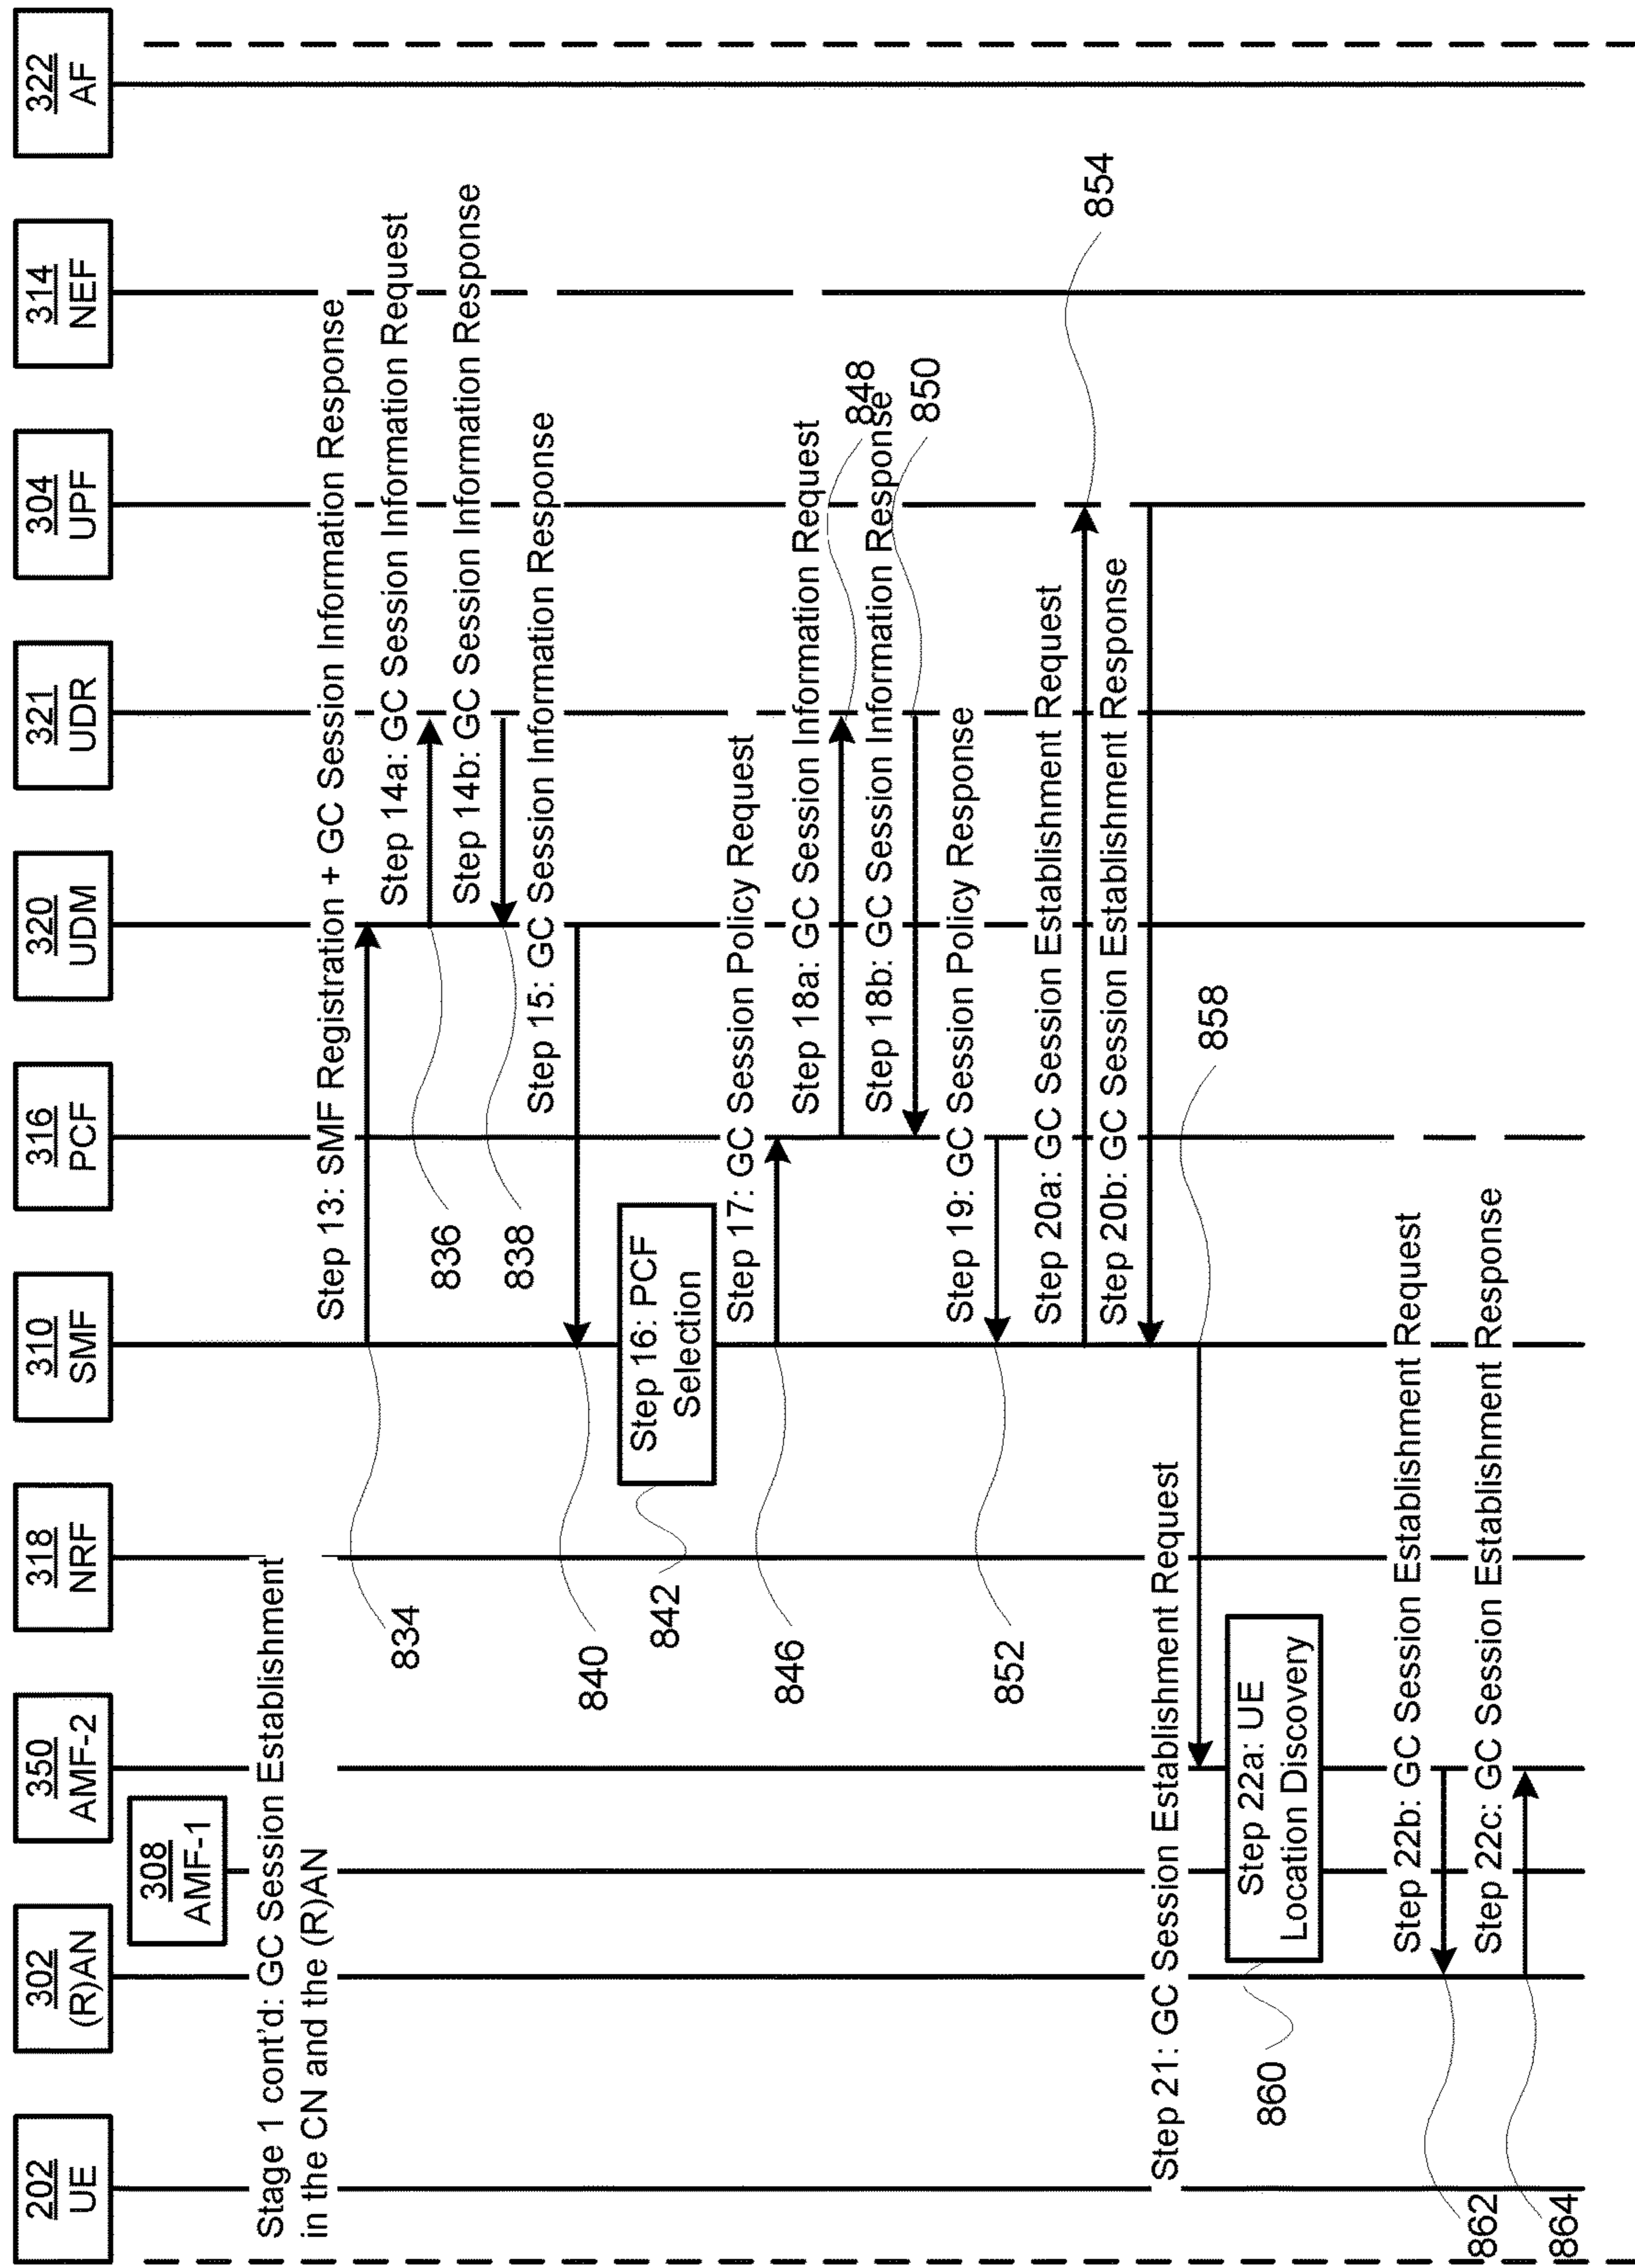 202
UE
302
(R)AN
308
AMF-1
350
AMF-2
318
NRF
310
SMF
316
PCF
320
UDM
321
UDR
304
UPF
314
NEF
322
AF
Stage 1 cont'd: GC Session Establishment
in the CN and the (R)AN
Step 13: SMF Registration + GC Session Information Response
834
Step 14a: GC Session Information Request
836
Step 14b: GC Session Information Response
838
Step 15: GC Session Information Response
840
Step 16: PCF
Selection
842
Step 17: GC Session Policy Request
846
Step 18a: GC Session Information Request
848
Step 18b: GC Session Information Response
850
Step 19: GC Session Policy Response
852
Step 20a: GC Session Establishment Request
854
Step 20b: GC Session Establishment Response
Step 21: GC Session Establishment Request
858
Step 22a: UE
Location Discovery
860
Step 22b: GC Session Establishment Request
862
Step 22c: GC Session Establishment Response
864